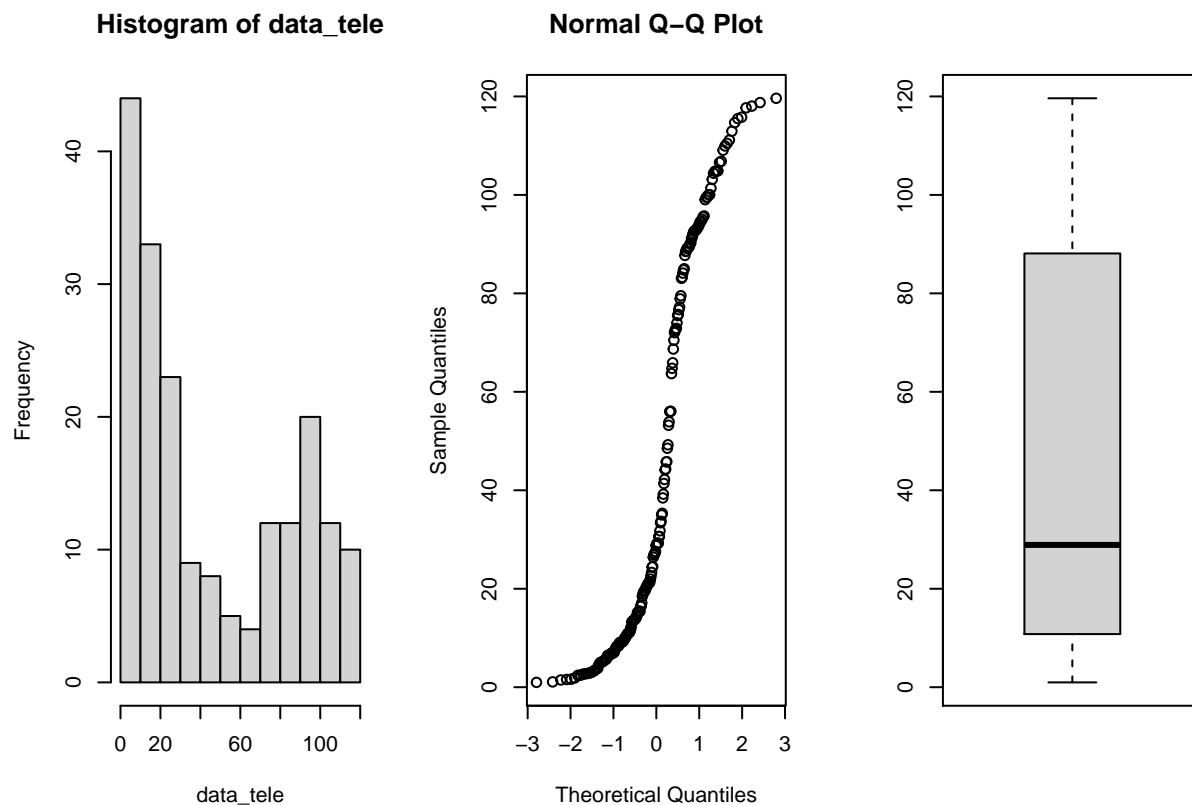 Histogram of data_tele
Frequency
0
10
20
30
40
0 20 60 100
data_tele
Normal Q−Q Plot
Sample Quantiles
0
20
40
60
80
100
120
−3 −2 −1 0 1 2 3
Theoretical Quantiles
0
20
40
60
80
100
120